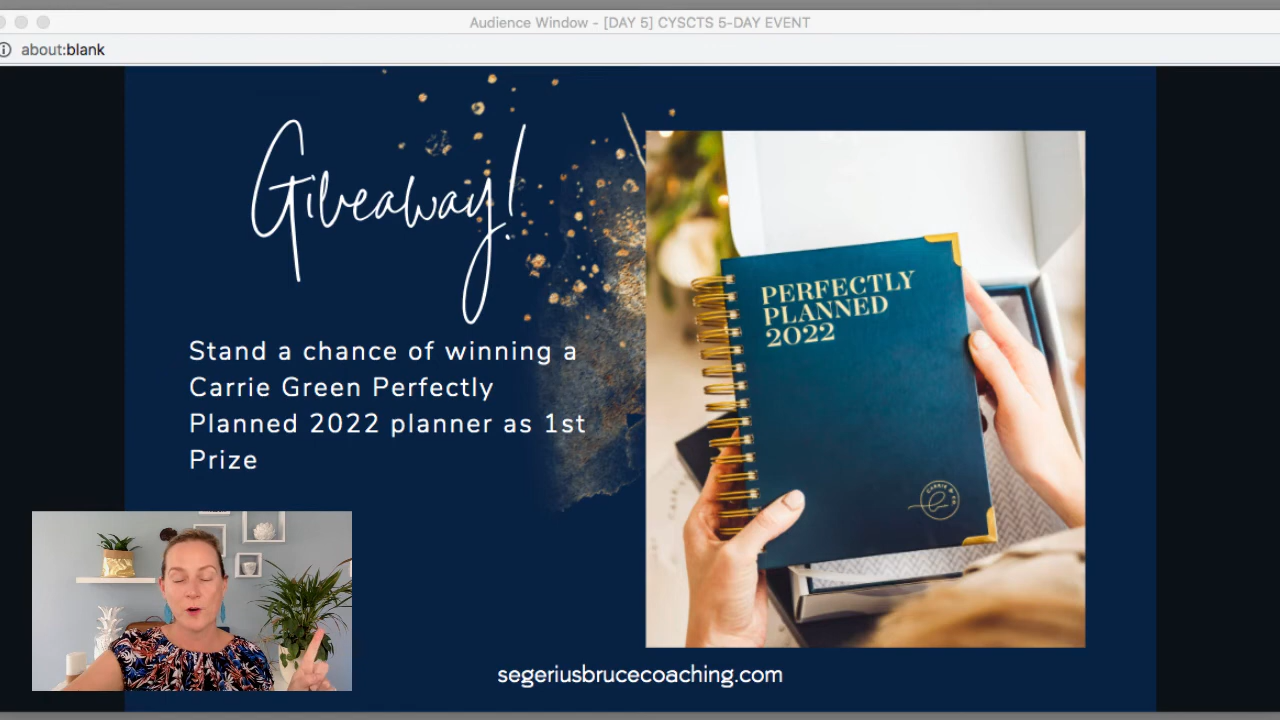 Audience Window - [DAY 5] CYSCTS 5-DAY EVENT
about:blank
Giveaway!
Stand a chance of winning a
Carrie Green Perfectly
Planned 2022 planner as 1st
Prize
PERFECTLY
PLANNED
2022
segeriusbrucecoaching.com